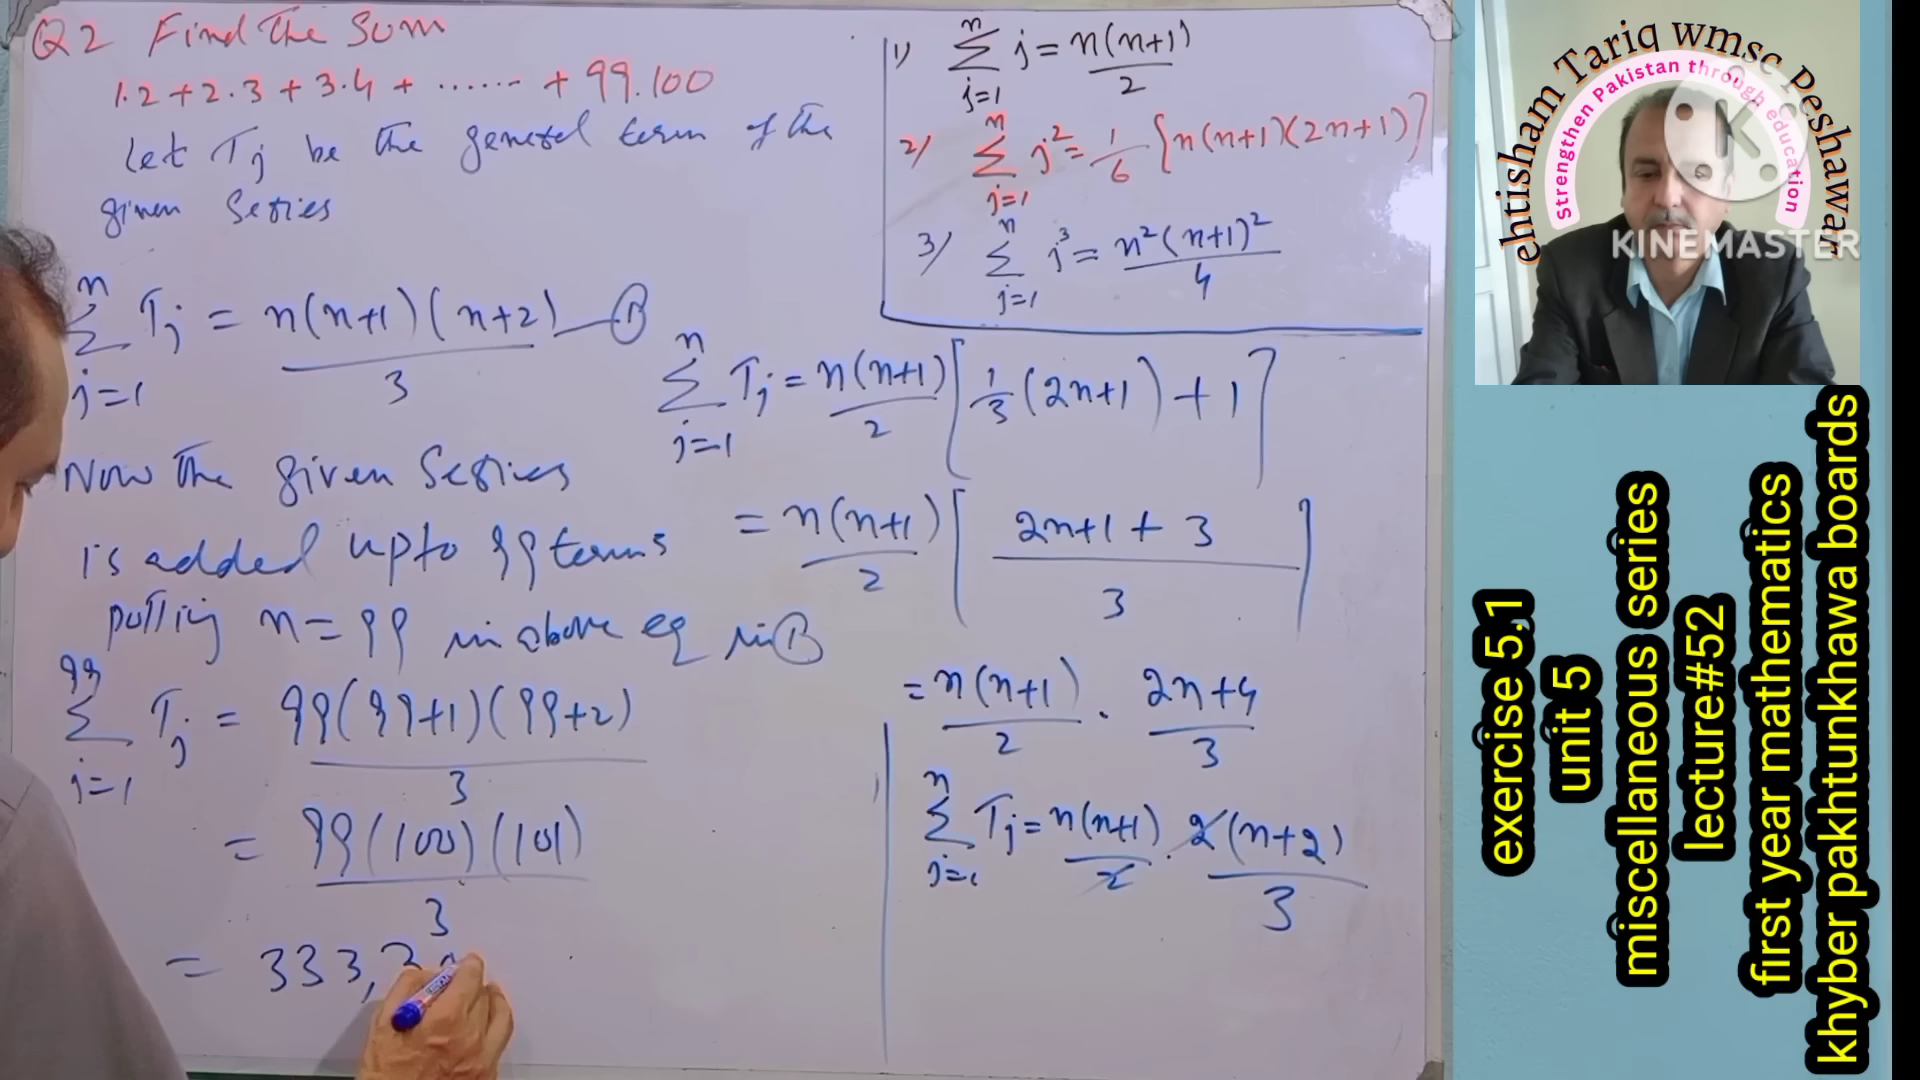 Q2 Find The Sum
1.2 + 2.3 + 3.4 + ...... + 99.100
Let Tj be the general term of the
given Series
n
∑ Tj = n(n+1)(n+2) / 3 — B
j=1
Now The given Series
is added upto 99 terms
putting n = 99 in above eq in B
99
∑ Tj = 99(99+1)(99+2) / 3
j=1
= 99(100)(101) / 3
= 333,3
1) n∑j=1 j = n(n+1) / 2
2) n∑j=1 j² = 1/6 {n(n+1)(2n+1)}
3) n∑j=1 j³ = n²(n+1)² / 4
n
∑ Tj = n(n+1) / 2 [ 1/3 (2n+1) + 1 ]
j=1
= n(n+1) / 2 [ 2n+1 + 3 / 3 ]
= n(n+1) / 2 . 2n+4 / 3
n
∑ Tj = n(n+1) / 2 . 2(n+2) / 3
j=1
ehtisham Tariq wmsc Peshawar
Strengthen Pakistan through education
KINEMASTER
exercise 5.1
unit 5
miscellaneous series
lecture#52
first year mathematics
khyber pakhtunkhawa boards